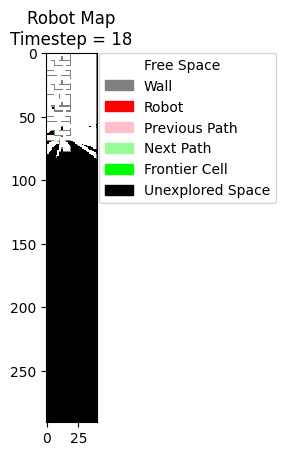 Robot Map
Timestep = 18
0
50
100
150
200
250
0
25
Free Space
Wall
Robot
Previous Path
Next Path
Frontier Cell
Unexplored Space